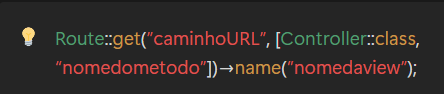 Route::get(”caminhoURL”, [Controller::class,
”nomedometodo”])→name(”nomedaview”);